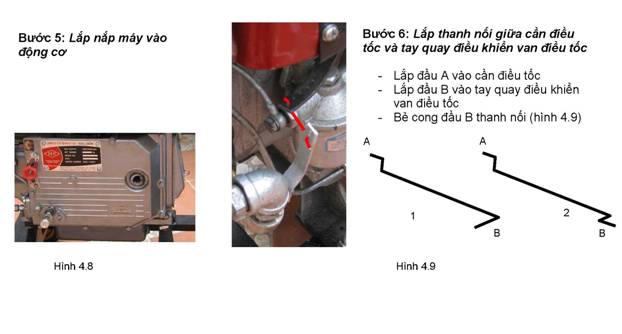 Bước 5: Lắp nắp máy vào
động cơ
Hình 4.8
Bước 6: Lắp thanh nối giữa cần điều
tốc và tay quay điều khiển van điều tốc
- Lắp đầu A vào cần điều tốc
- Lắp đầu B vào tay quay điều khiển
van điều tốc
- Bẻ cong đầu B thanh nối (hình 4.9)
A
A
1
2
B
B
Hình 4.9